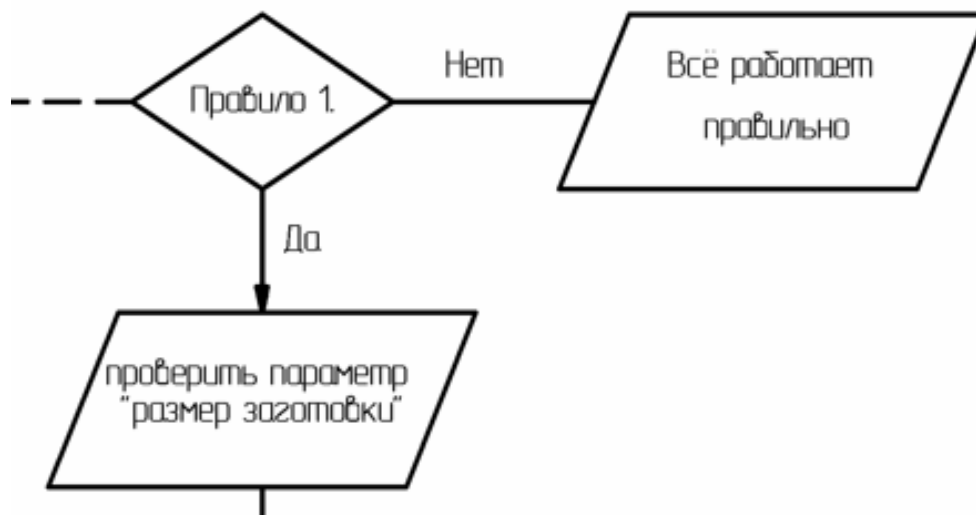 Правило 1.
Нет
Всё работает
правильно
Да
проверить параметр
"размер заготовки"